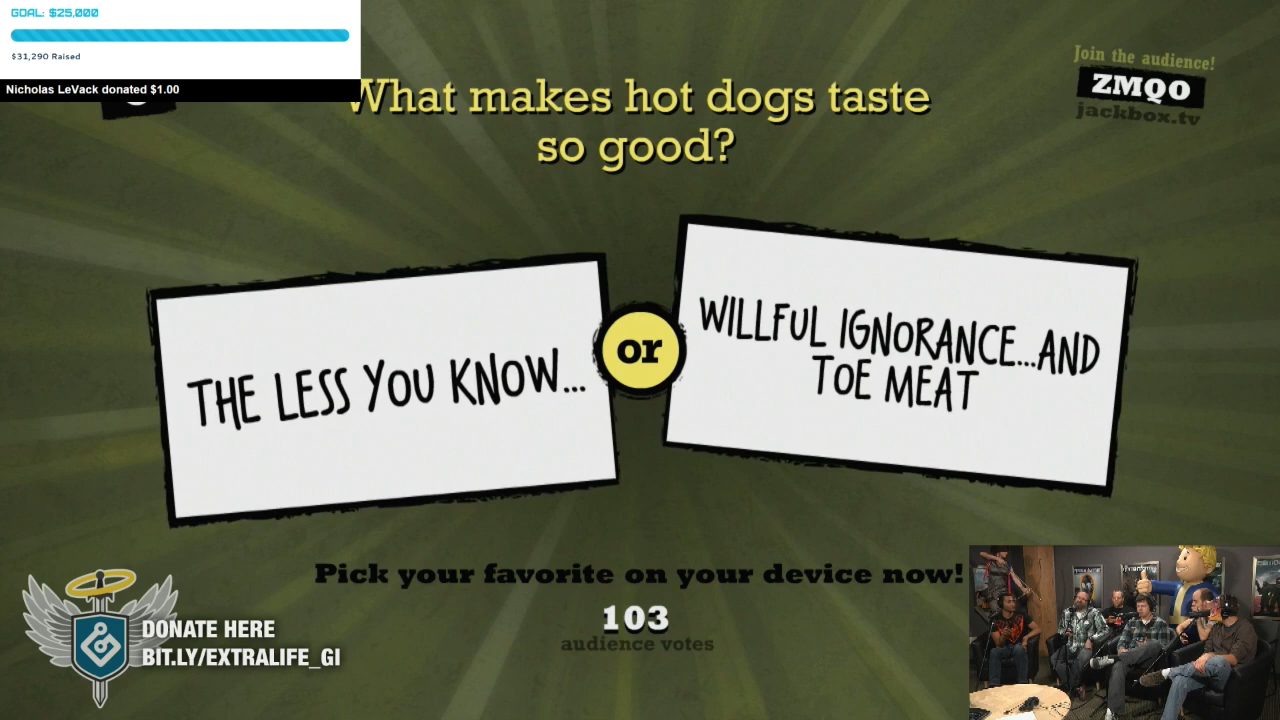 GOAL: $25,000
$31,290 Raised
Nicholas LeVack donated $1.00
Join the audience!
ZMQO
jackbox.tv
What makes hot dogs taste
so good?
THE LESS YOU KNOW...
or
WILLFUL IGNORANCE...AND
TOE MEAT
Pick your favorite on your device now!
103
audience votes
DONATE HERE
BIT.LY/EXTRALIFE_GI